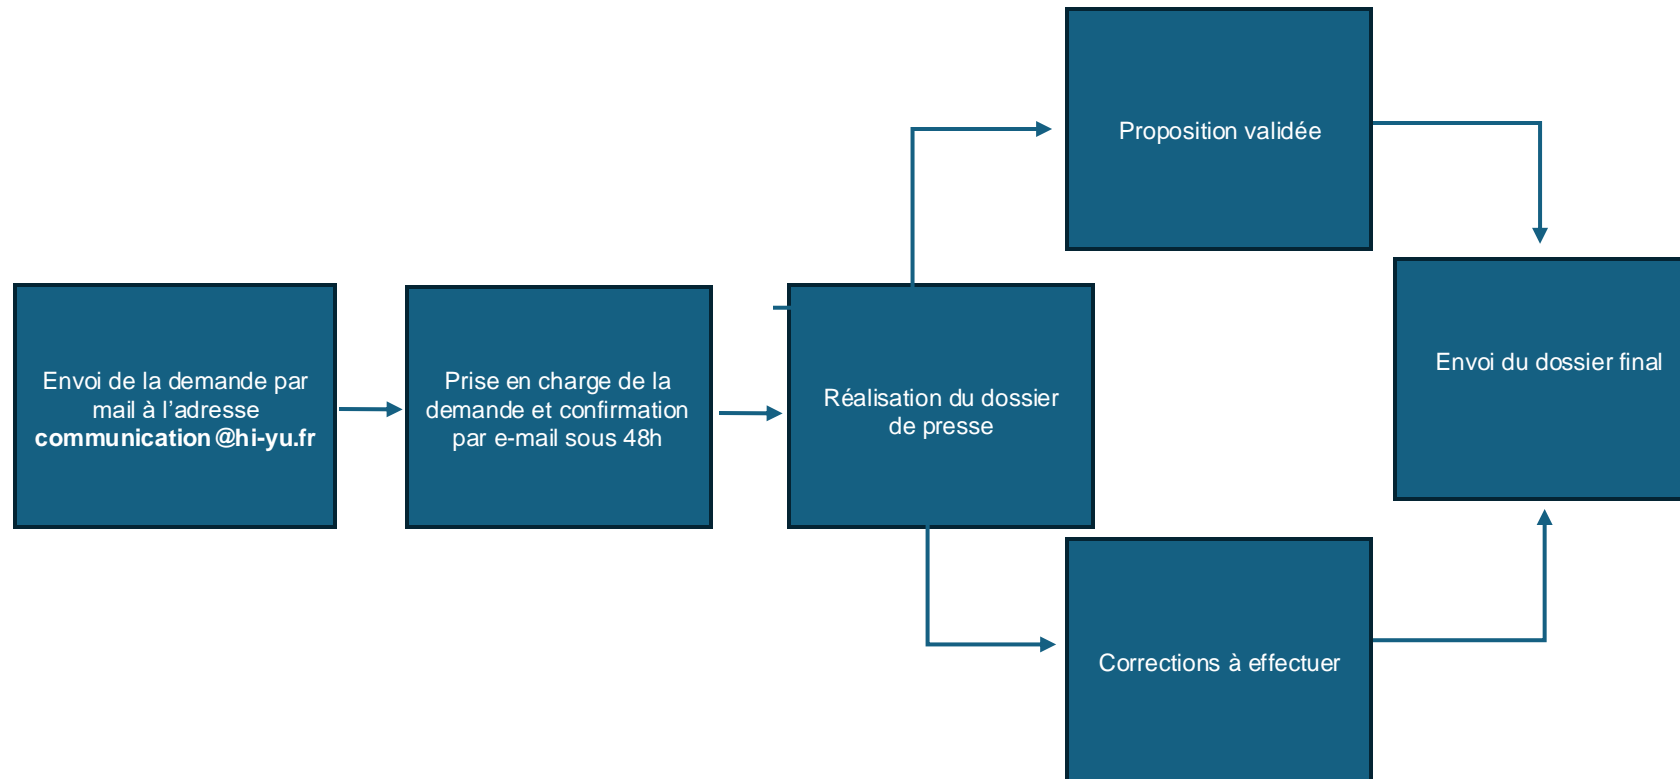 Envoi de la demande par
mail à l’adresse
communication@hi-yu.fr
Prise en charge de la
demande et confirmation
par e-mail sous 48h
Réalisation du dossier
de presse
Proposition validée
Corrections à effectuer
Envoi du dossier final